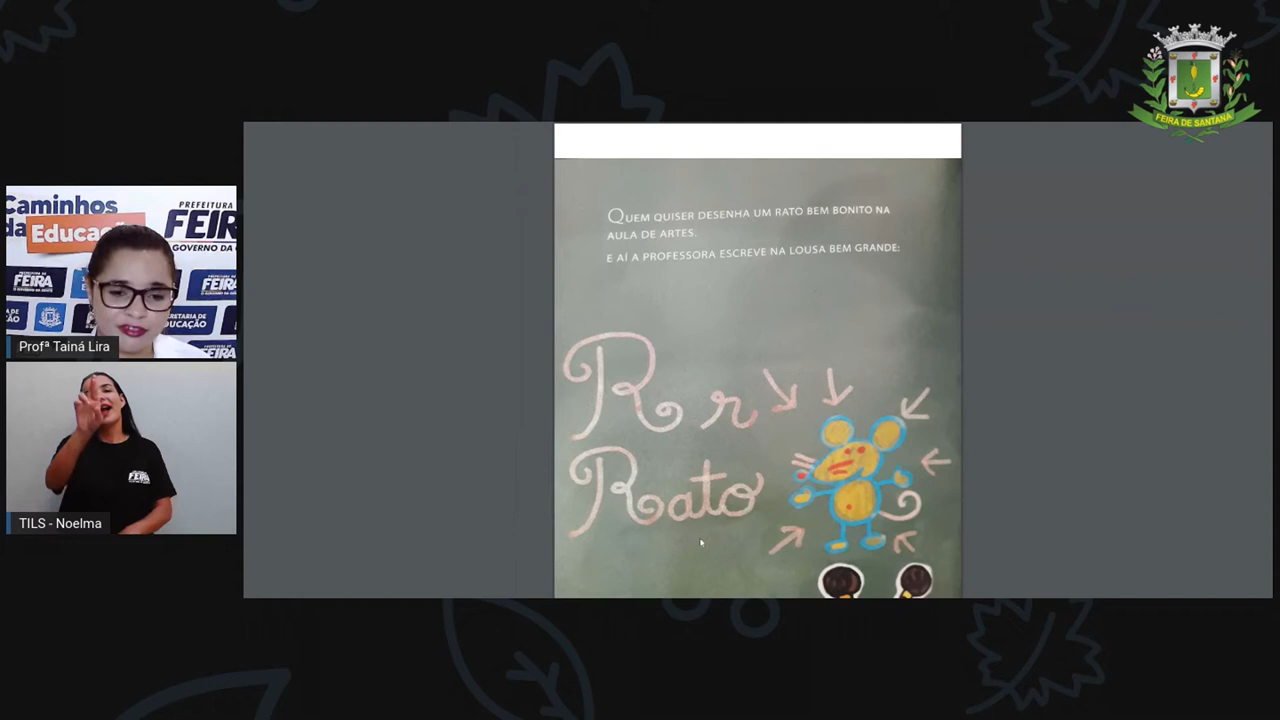 FEIRA DE SANTANA
Caminhos
da Educação
PREFEITURA
FEIR
GOVERNO DA
FEIRA
FEIRA
SECRETARIA DE
EDUCAÇÃO
Profª Tainá Lira
FEIRA
TILS - Noelma
QUEM QUISER DESENHA UM RATO BEM BONITO NA
AULA DE ARTES.
E AÍ A PROFESSORA ESCREVE NA LOUSA BEM GRANDE:
R r
Rato